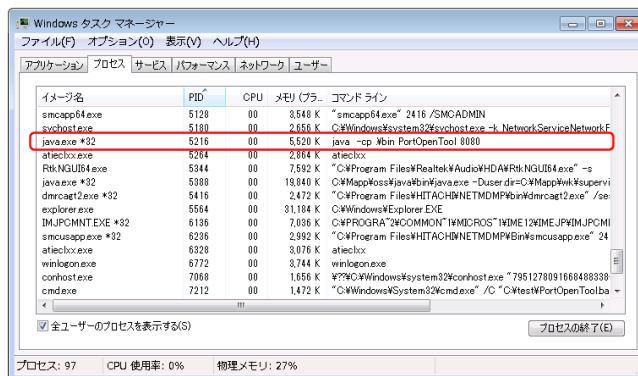 Windows タスク マネージャー
ファイル(F) オプション(O) 表示(V) ヘルプ(H)
アプリケーション プロセス サービス パフォーマンス ネットワーク ユーザー
イメージ名 PID CPU メモリ (プラ... コマンド ライン
smcapp64.exe 5128 00 3,548 K "smcapp64.exe" 2416 /SMCADMIN
svchost.exe 5180 00 2,656 K C:¥Windows¥system32¥svchost.exe -k NetworkServiceNetworkF
java.exe *32 5216 00 5,520 K java -cp .¥bin PortOpenTool 8080
atieclxx.exe 5264 00 2,864 K atieclxx
RtkNGUI64.exe 5344 00 7,592 K "C:¥Program Files¥Realtek¥Audio¥HDA¥RtkNGUI64.exe" -s
java.exe *32 5388 00 19,840 K C:¥Mapp¥oss¥java¥bin¥java.exe -Duser.dir=C:¥Mapp¥wk¥supervi
dmrcagt2.exe *32 5416 00 2,472 K "C:¥Program Files¥HITACHI¥NETMDMP¥bin¥dmrcagt2.exe" /se
explorer.exe 5564 00 31,184 K C:¥Windows¥Explorer.EXE
IMJPCMNT.EXE *32 6136 00 7,036 K C:¥PROGRA~2¥COMMON~1¥MICROS~1¥IME12¥IMEJP¥IMJPCMI
smcusapp.exe *32 6236 00 2,992 K "C:¥Program Files¥HITACHI¥NETMDMP¥Bin¥smcusapp.exe" 24
atieclxx.exe 6328 00 3,076 K atieclxx
winlogon.exe 6772 00 3,744 K winlogon.exe
conhost.exe 7068 00 1,656 K ¥??¥C:¥Windows¥system32¥conhost.exe "7951278091668488338-
cmd.exe 7212 00 1,472 K "C:¥Windows¥System32¥cmd.exe" /C "C:¥test¥PortOpenTool.ba
全ユーザーのプロセスを表示する(S) プロセスの終了(E)
プロセス: 97 CPU 使用率: 0% 物理メモリ: 27%